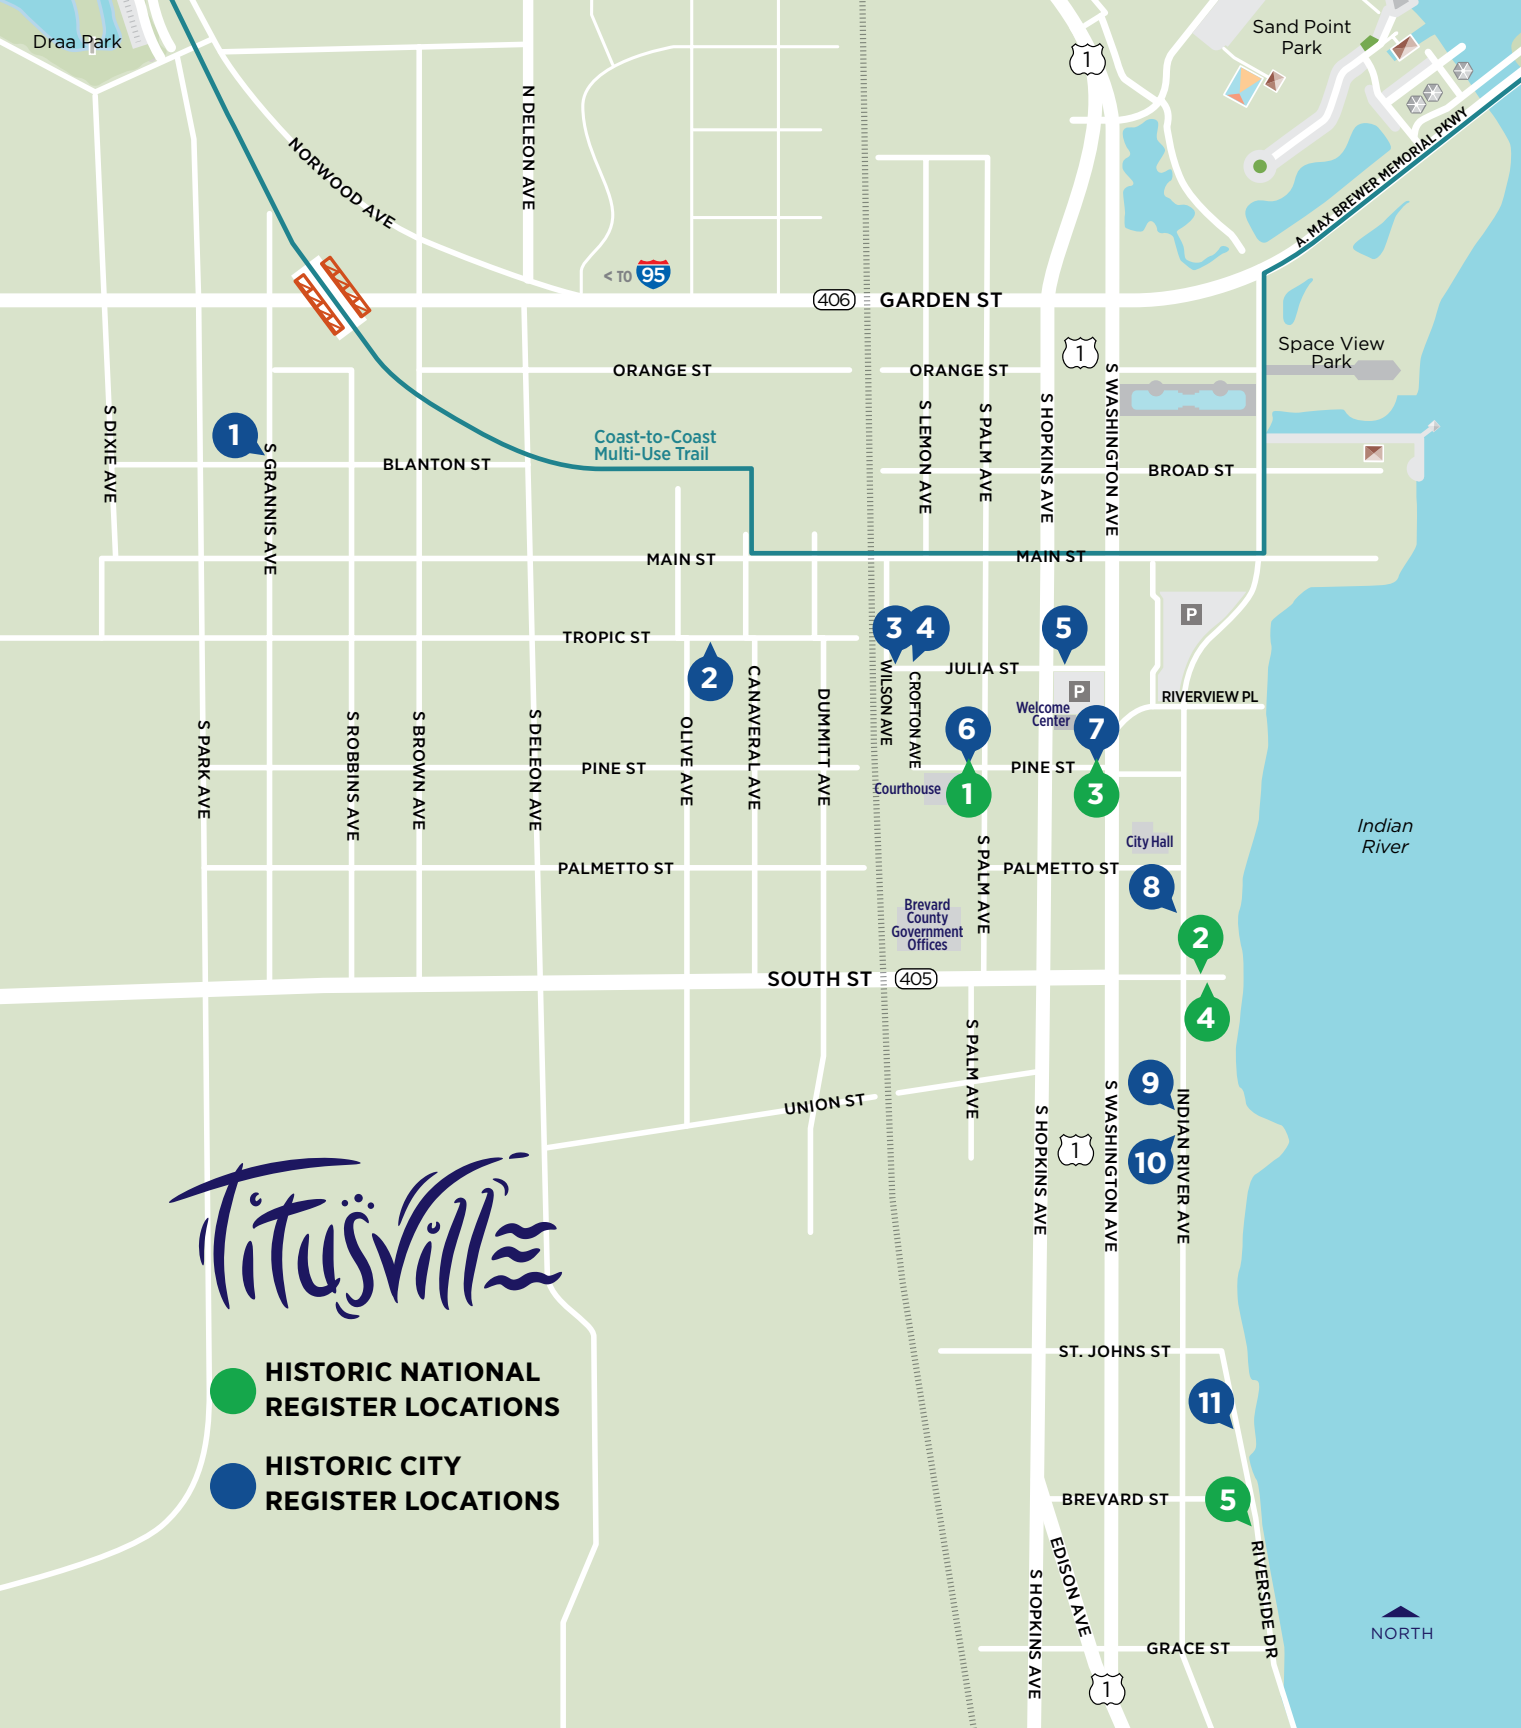 Draa Park
Sand Point
Park
1
N DELEON AVE
NORWOOD AVE
A. MAX BREWER MEMORIAL PKWY
< TO 95
406
GARDEN ST
1
Space View
Park
ORANGE ST
ORANGE ST
S DIXIE AVE
1
S GRANNIS AVE
BLANTON ST
Coast-to-Coast
Multi-Use Trail
S LEMON AVE
S PALM AVE
S HOPKINS AVE
S WASHINGTON AVE
BROAD ST
MAIN ST
MAIN ST
P
TROPIC ST
3
4
5
2
JULIA ST
WILSON AVE
CROFTON AVE
P
RIVERVIEW PL
Welcome
Center
6
7
S PARK AVE
S ROBBINS AVE
S BROWN AVE
S DELEON AVE
OLIVE AVE
CANAVERAL AVE
DUMMITT AVE
PINE ST
PINE ST
Courthouse
1
3
Indian
River
City Hall
S PALM AVE
PALMETTO ST
PALMETTO ST
8
Brevard
County
Government
Offices
2
SOUTH ST
405
4
S PALM AVE
9
UNION ST
S HOPKINS AVE
1
S WASHINGTON AVE
10
INDIAN RIVER AVE
Titusville
ST. JOHNS ST
HISTORIC NATIONAL
REGISTER LOCATIONS
11
HISTORIC CITY
REGISTER LOCATIONS
BREVARD ST
5
EDISON AVE
S HOPKINS AVE
RIVERSIDE DR
NORTH
GRACE ST
1